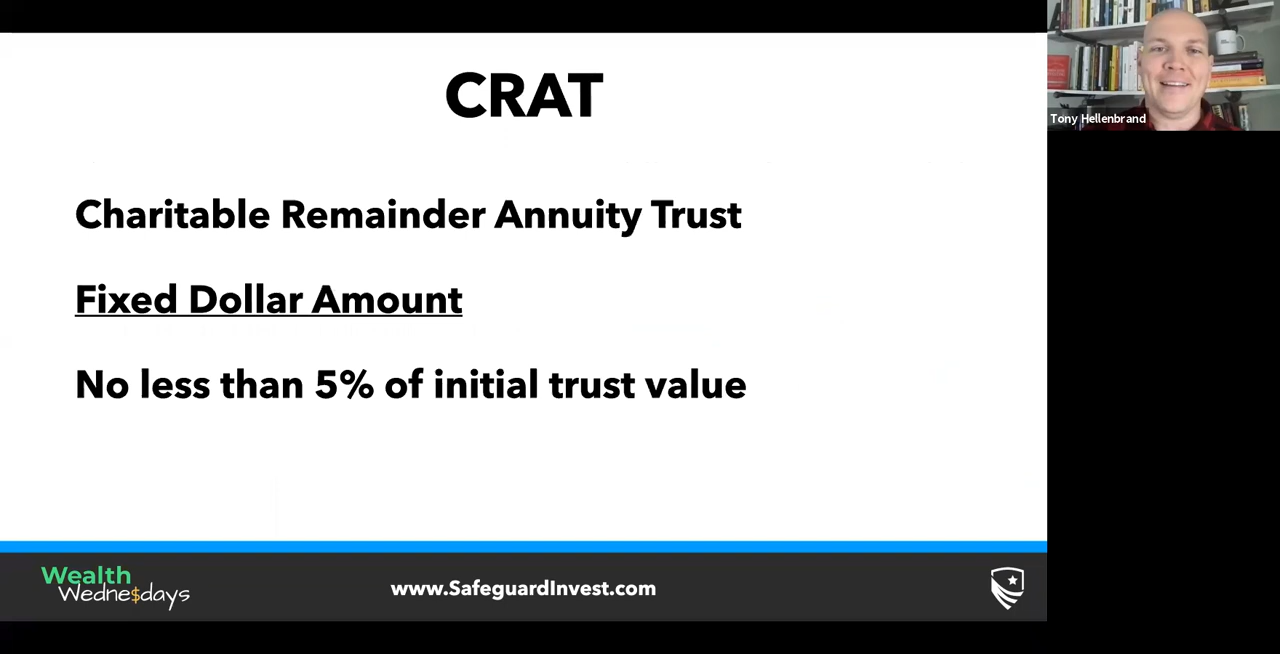 CRAT
Charitable Remainder Annuity Trust
Fixed Dollar Amount
No less than 5% of initial trust value
Wealth
Wedne$days
www.SafeguardInvest.com
Tony Hellenbrand